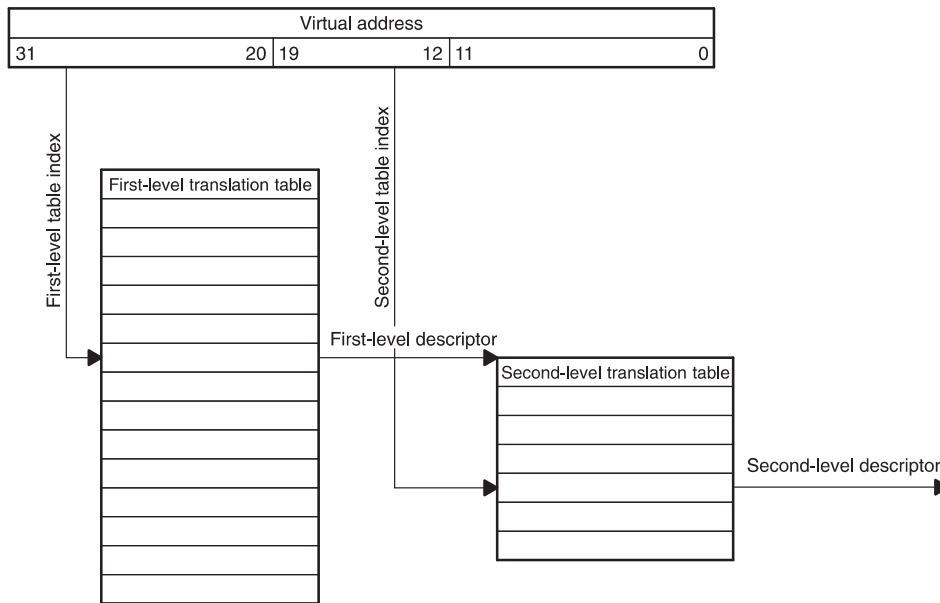 Virtual address
31 20 19 12 11 0
First-level table index
Second-level table index
First-level translation table
First-level descriptor
Second-level translation table
Second-level descriptor